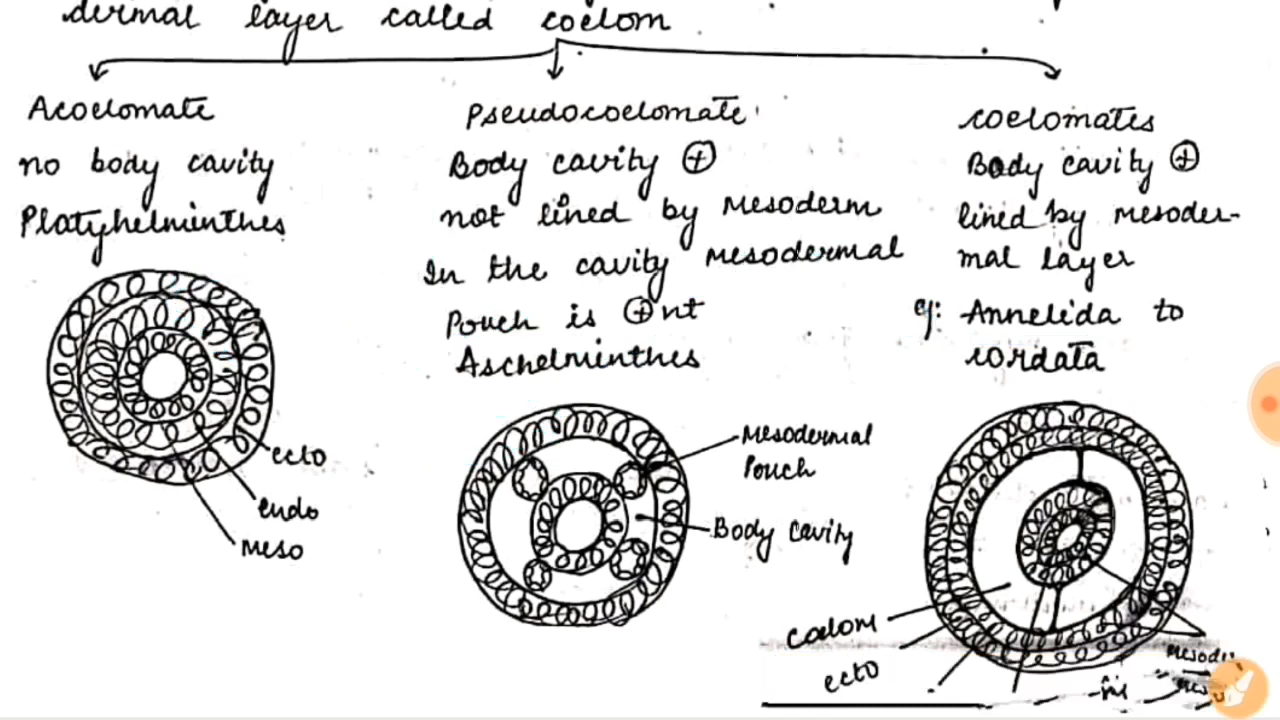 dermal layer called coelom
Acoelomate
no body cavity
Platyhelminthes
ecto
endo
meso
Pseudocoelomate
Body cavity ⊕
not lined by mesoderm
In the cavity mesodermal
Pouch is ⊕nt
Aschelminthes
Mesodermal
Pouch
Body cavity
coelomates
Body cavity ⊕
lined by mesoder-
mal layer
eg: Annelida to
cordata
coelom
ecto